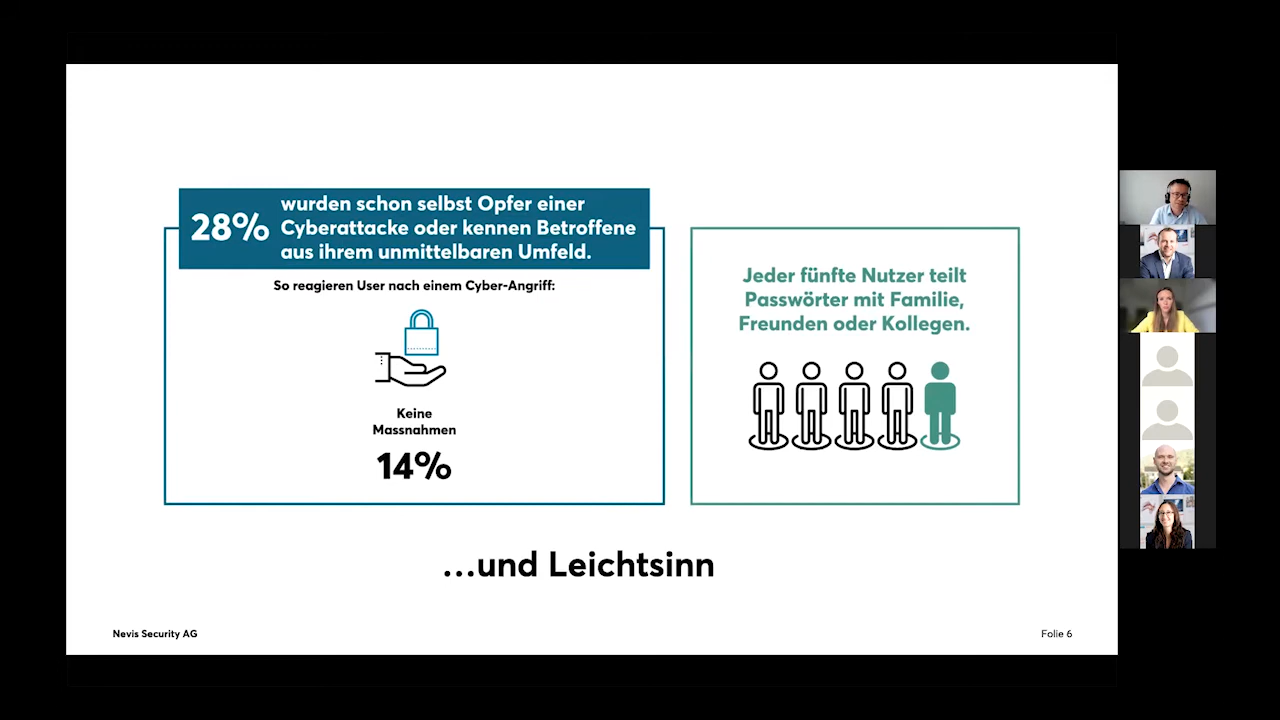 28%
wurden schon selbst Opfer einer
Cyberattacke oder kennen Betroffene
aus ihrem unmittelbaren Umfeld.
So reagieren User nach einem Cyber-Angriff:
Keine
Massnahmen
14%
Jeder fünfte Nutzer teilt
Passwörter mit Familie,
Freunden oder Kollegen.
...und Leichtsinn
Nevis Security AG
Folie 6